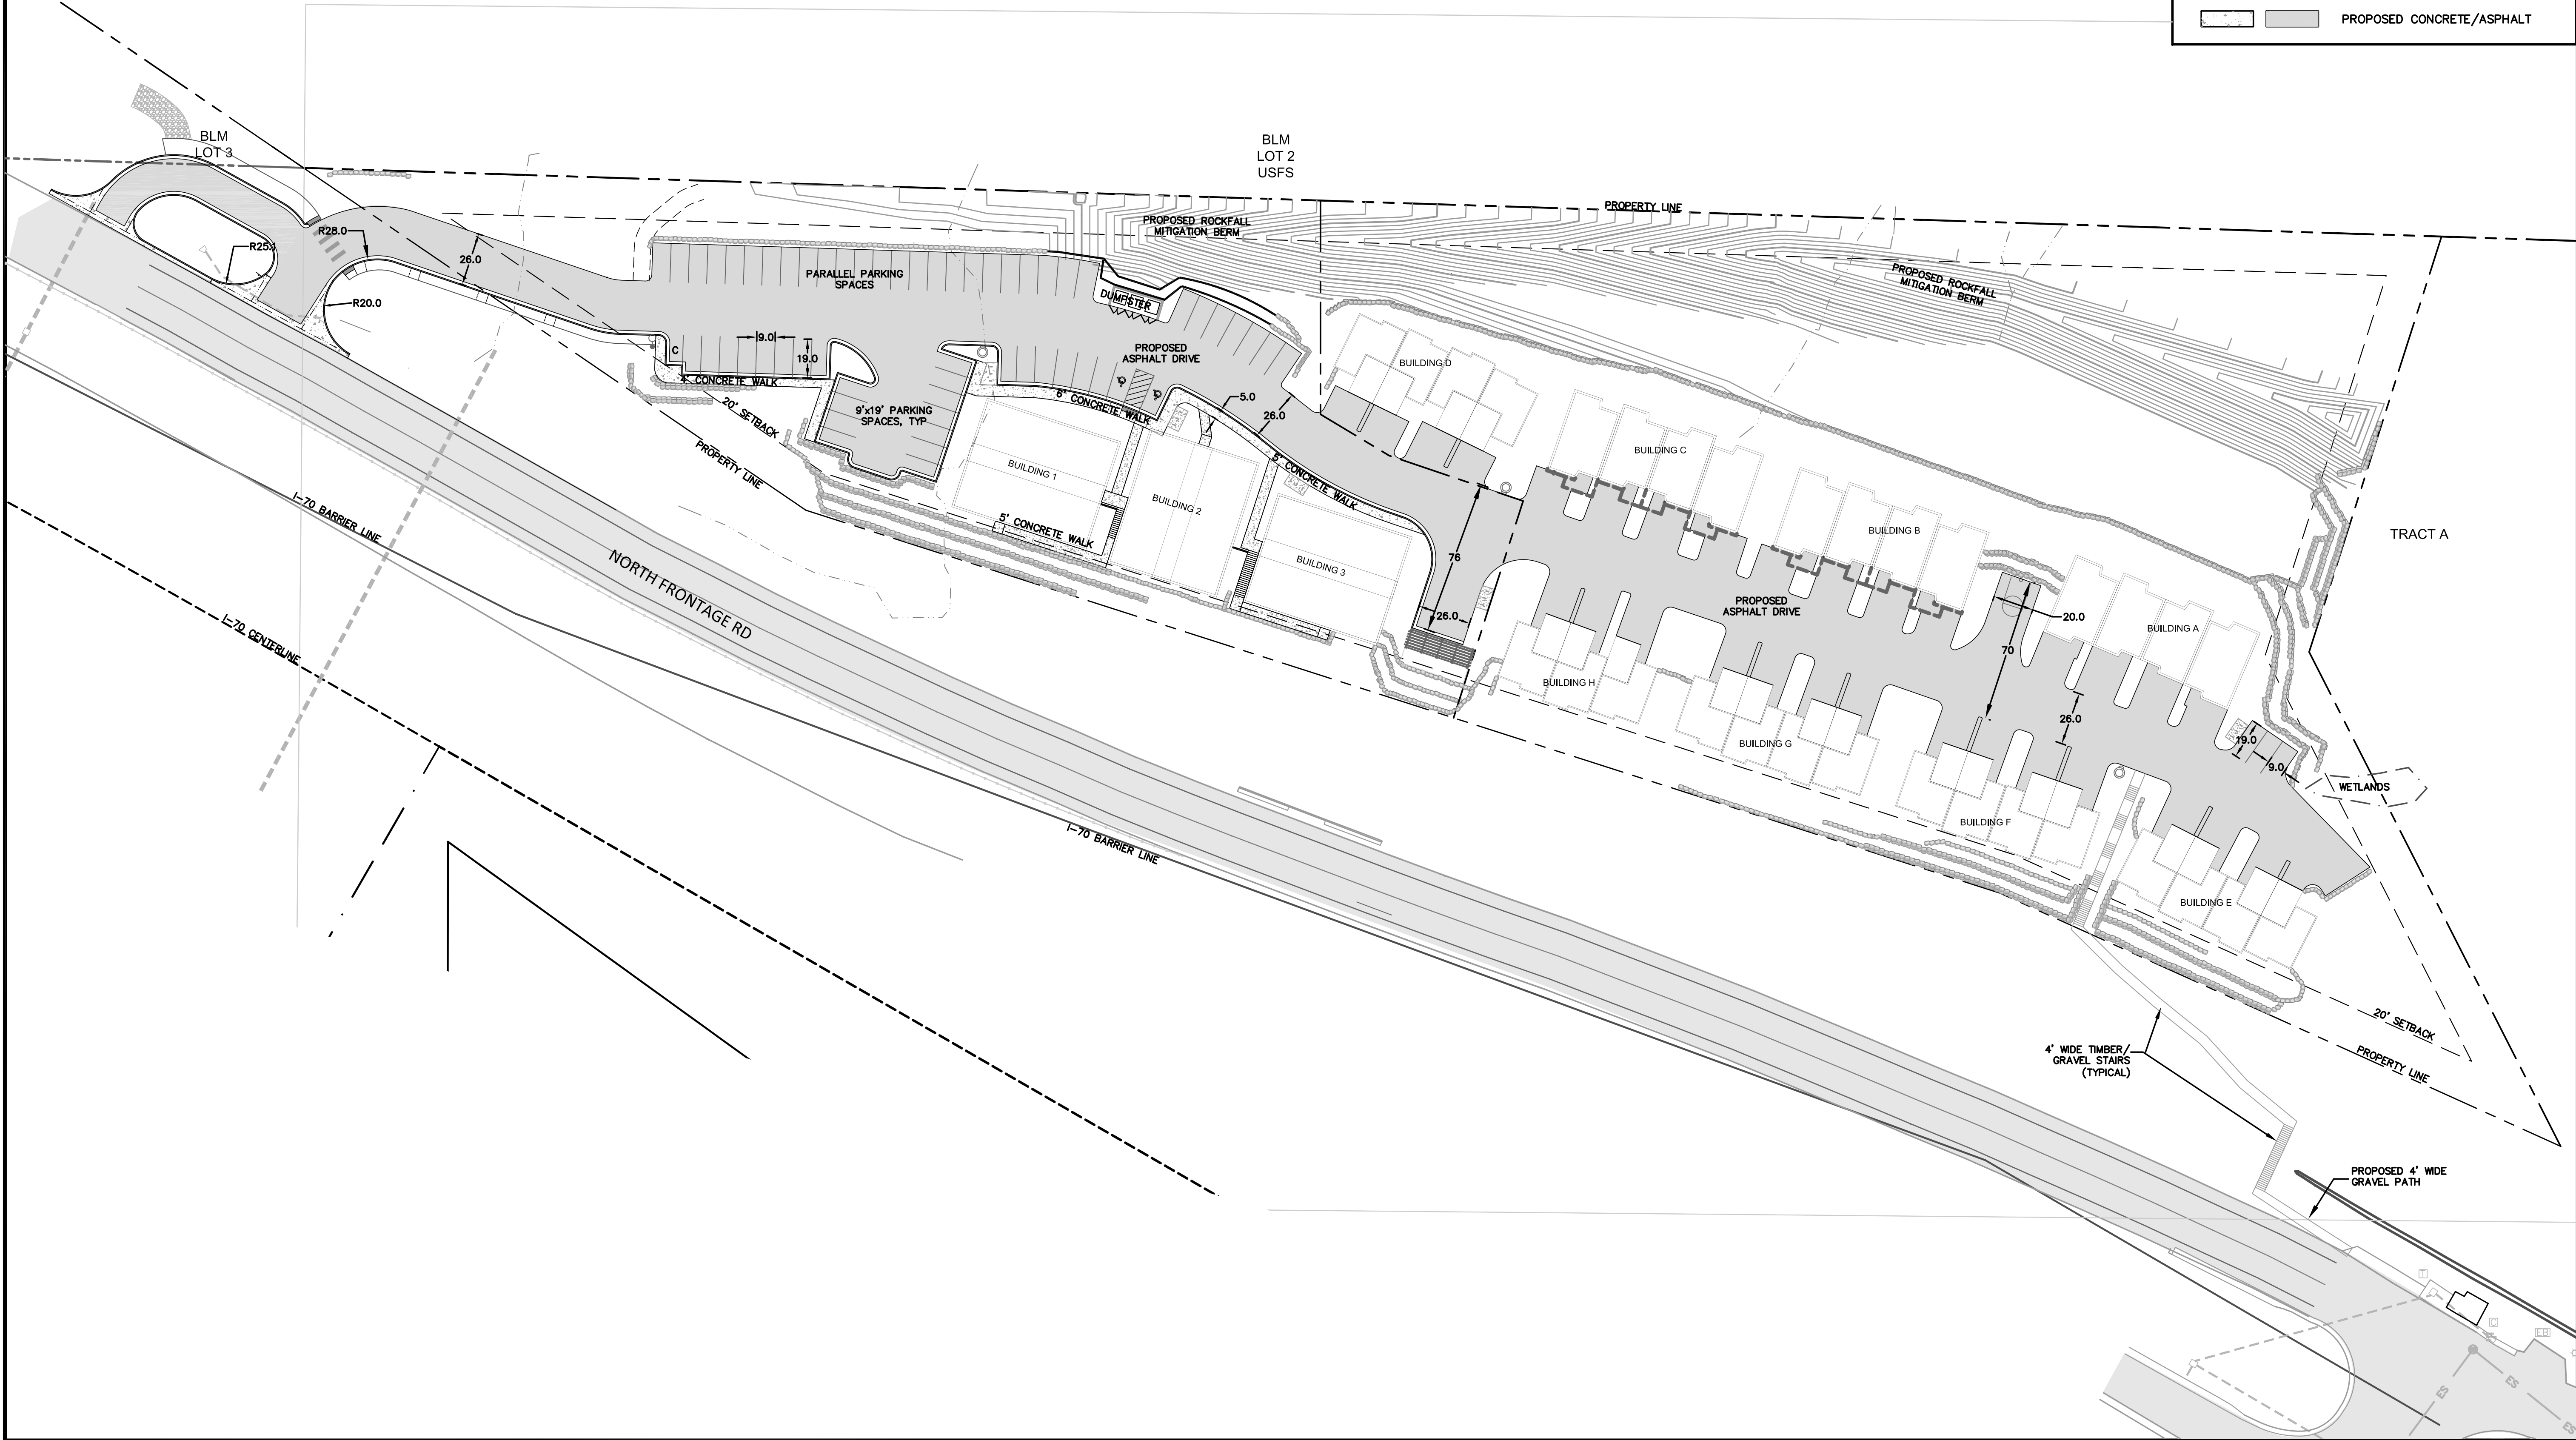 PROPOSED CONCRETE/ASPHALT
BLM
LOT 3
BLM
LOT 2
USFS
PROPERTY LINE
PROPOSED ROCKFALL
MITIGATION BERM
R28.0
R25.1
26.0
R20.0
PARALLEL PARKING
SPACES
DUMPSTER
PROPOSED ROCKFALL
MITIGATION BERM
9.0
19.0
C
4' CONCRETE WALK
PROPOSED
ASPHALT DRIVE
BUILDING D
20' SETBACK
9'x19' PARKING
SPACES, TYP
6' CONCRETE WALK
5.0
26.0
PROPERTY LINE
BUILDING 1
BUILDING 2
5' CONCRETE WALK
BUILDING C
5' CONCRETE WALK
BUILDING 3
76
26.0
BUILDING B
TRACT A
I-70 BARRIER LINE
NORTH FRONTAGE RD
I-70 CENTERLINE
PROPOSED
ASPHALT DRIVE
20.0
BUILDING A
70
BUILDING H
26.0
BUILDING G
19.0
9.0
WETLANDS
BUILDING F
I-70 BARRIER LINE
BUILDING E
20' SETBACK
PROPERTY LINE
4' WIDE TIMBER/
GRAVEL STAIRS
(TYPICAL)
PROPOSED 4' WIDE
GRAVEL PATH
T
C
EB
ES
ES
ES